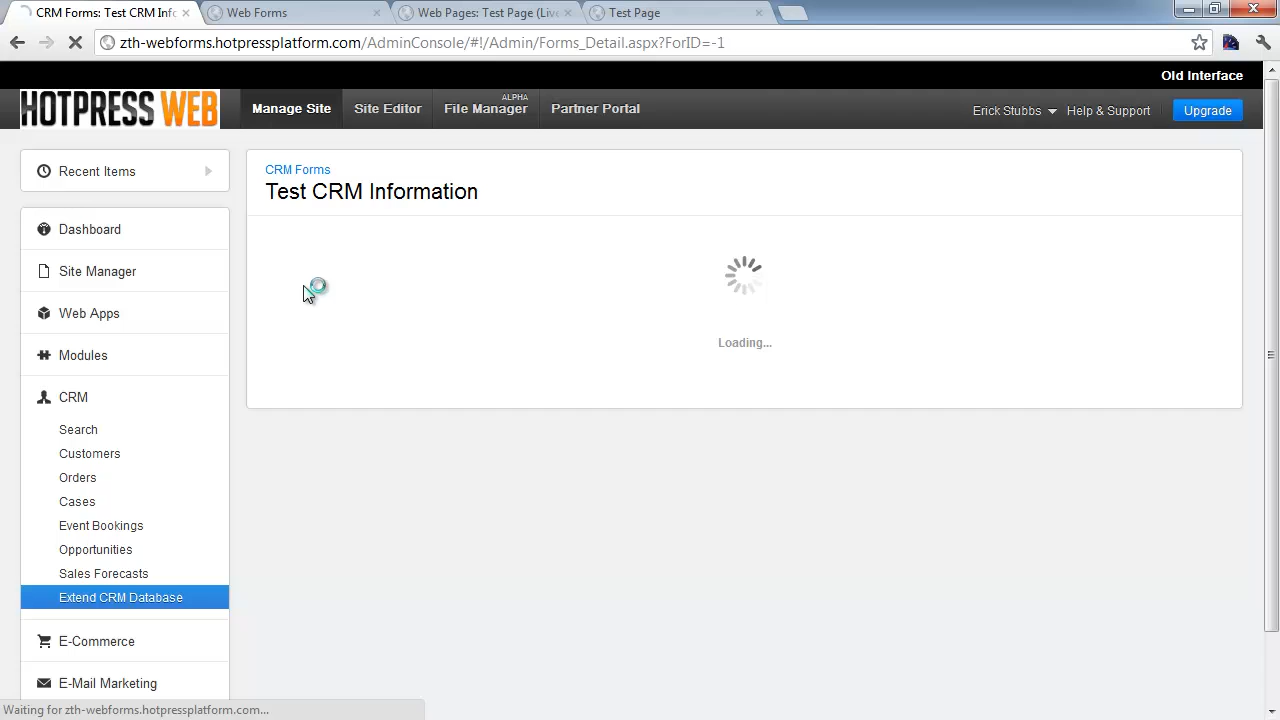 CRM Forms: Test CRM Inf
Web Forms
Web Pages: Test Page (Liv
Test Page
zth-webforms.hotpressplatform.com/AdminConsole/#!/Admin/Forms_Detail.aspx?ForID=-1
Old Interface
HOTPRESS WEB
Manage Site
Site Editor
File Manager
ALPHA
Partner Portal
Erick Stubbs
Help & Support
Upgrade
Recent Items
Dashboard
Site Manager
Web Apps
Modules
CRM
Search
Customers
Orders
Cases
Event Bookings
Opportunities
Sales Forecasts
Extend CRM Database
E-Commerce
E-Mail Marketing
CRM Forms
Test CRM Information
Loading...
Waiting for zth-webforms.hotpressplatform.com...